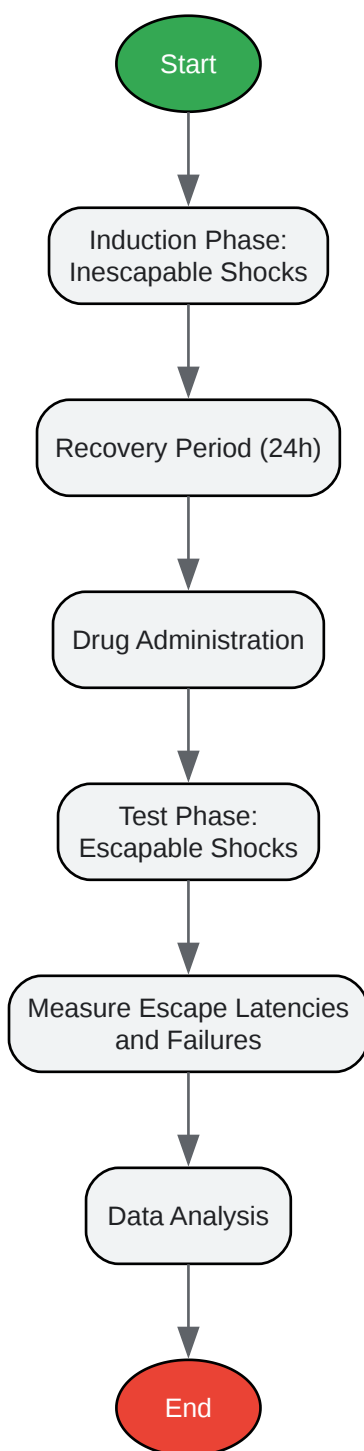 Start
Induction Phase:
Inescapable Shocks
Recovery Period (24h)
Drug Administration
Test Phase:
Escapable Shocks
Measure Escape Latencies
and Failures
Data Analysis
End